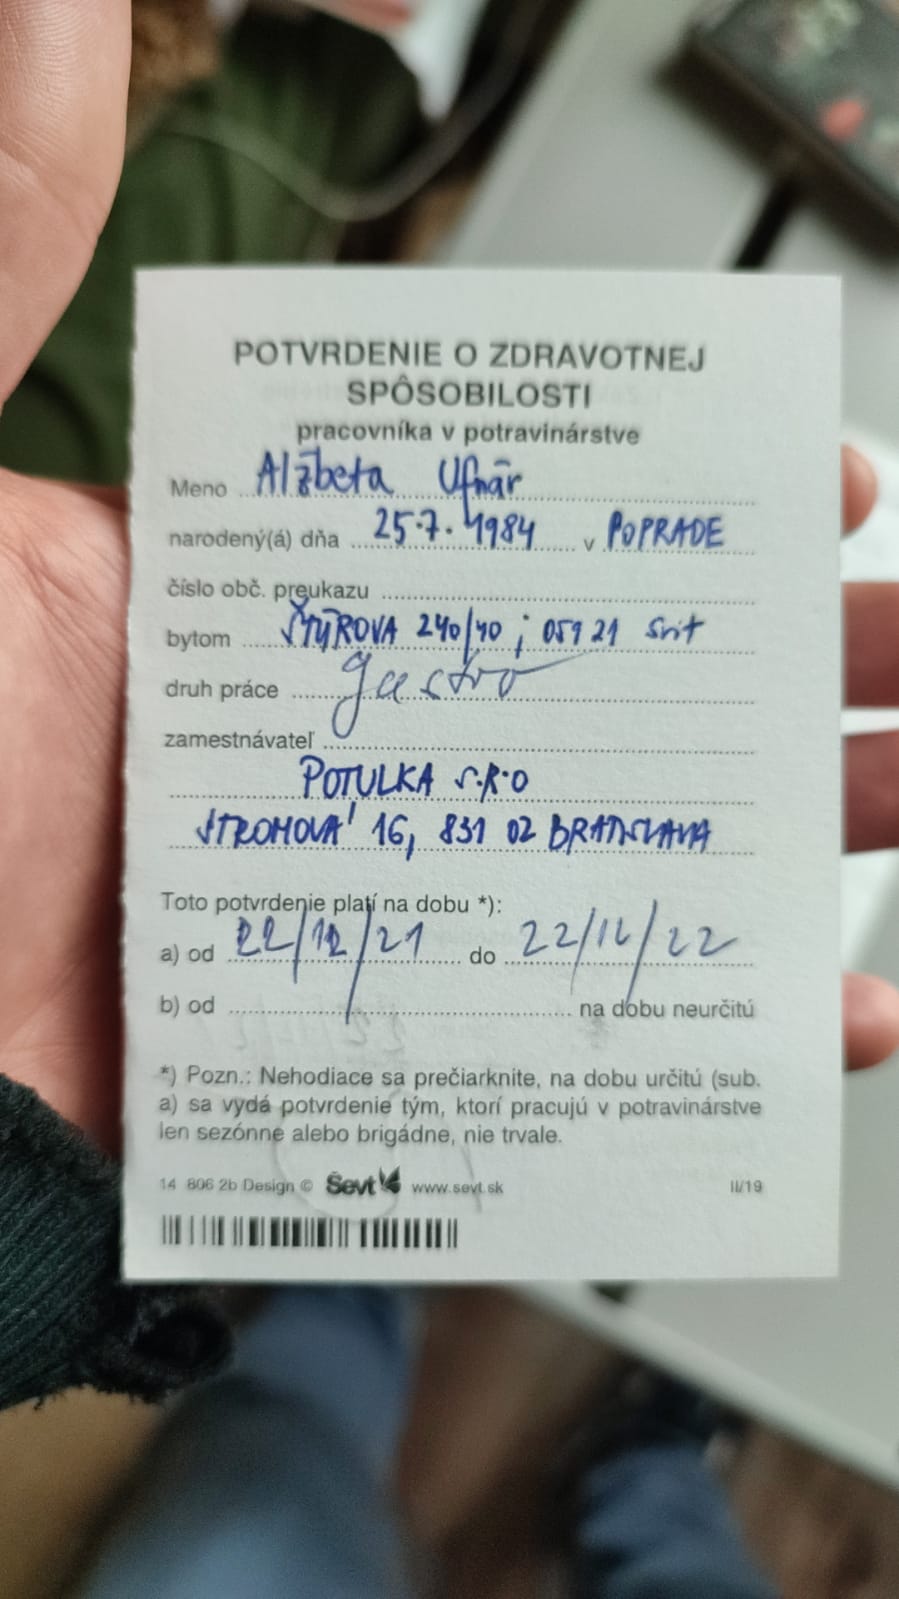 POTVRDENIE O ZDRAVOTNEJ
SPÔSOBILOSTI
pracovníka v potravinárstve
Meno Alžbeta Ufnár
narodený(á) dňa 25.7.1984 v POPRADE
číslo obč. preukazu
bytom ŠTÚROVA 240/40 ; 059 21 Svit
druh práce gastro
zamestnávateľ
POTULKA s.R.O
STROMOVÁ 16, 831 02 BRATISLAVA
Toto potvrdenie platí na dobu *):
a) od 22/12/21 do 22/12/22
b) od na dobu neurčitú
*) Pozn.: Nehodiace sa prečiarknite, na dobu určitú (sub.
a) sa vydá potvrdenie tým, ktorí pracujú v potravinárstve
len sezónne alebo brigádne, nie trvale.
14 806 2b Design © Ševt www.sevt.sk II/19